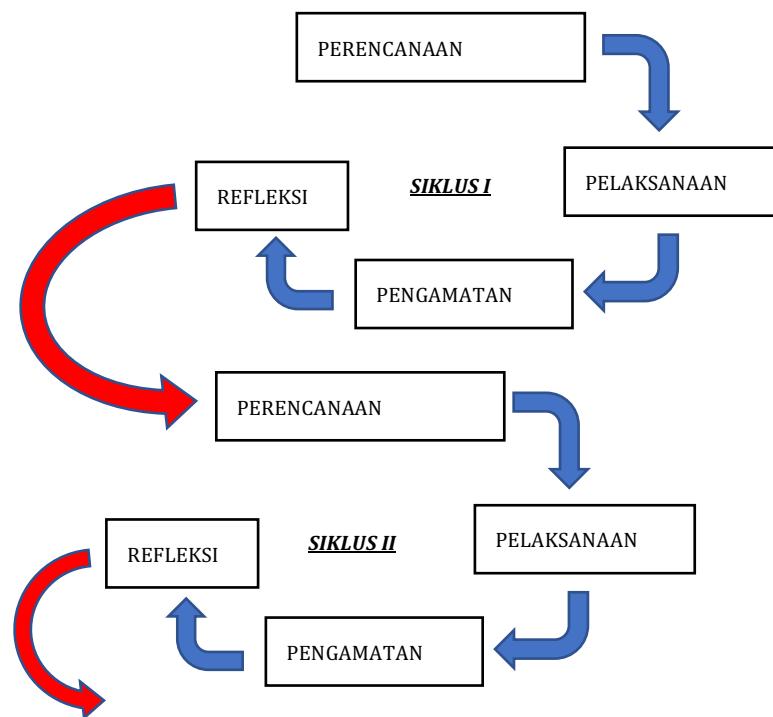 PERENCANAAN
SIKLUS I
PELAKSANAAN
REFLEKSI
PENGAMATAN
PERENCANAAN
SIKLUS II
PELAKSANAAN
REFLEKSI
PENGAMATAN